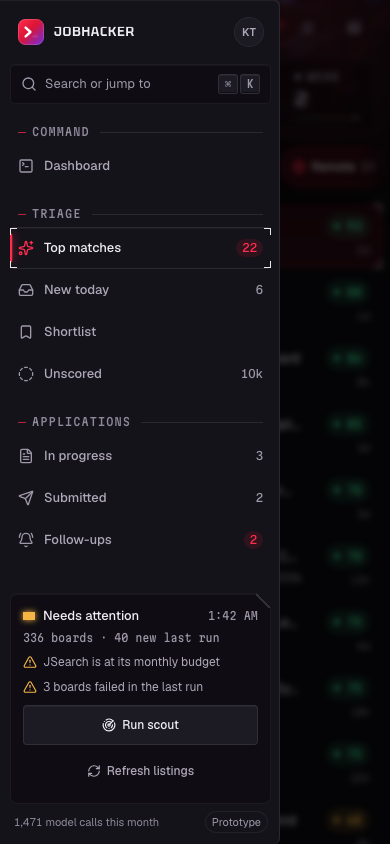 JOBHACKER
KT
Search or jump to ⌘ K
COMMAND
Dashboard
TRIAGE
Top matches 22
New today 6
Shortlist
Unscored 10k
APPLICATIONS
In progress 3
Submitted 2
Follow-ups 2
Needs attention 1:42 AM
336 boards · 40 new last run
JSearch is at its monthly budget
3 boards failed in the last run
Run scout
Refresh listings
1,471 model calls this month Prototype